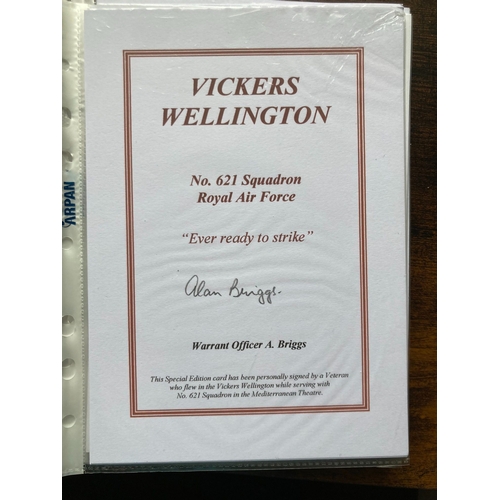 VICKERS
WELLINGTON
No. 621 Squadron
Royal Air Force
"Ever ready to strike"
Alan Briggs.
Warrant Officer A. Briggs
This Special Edition card has been personally signed by a Veteran
who flew in the Vickers Wellington while serving with
No. 621 Squadron in the Mediterranean Theatre.
ARPAN